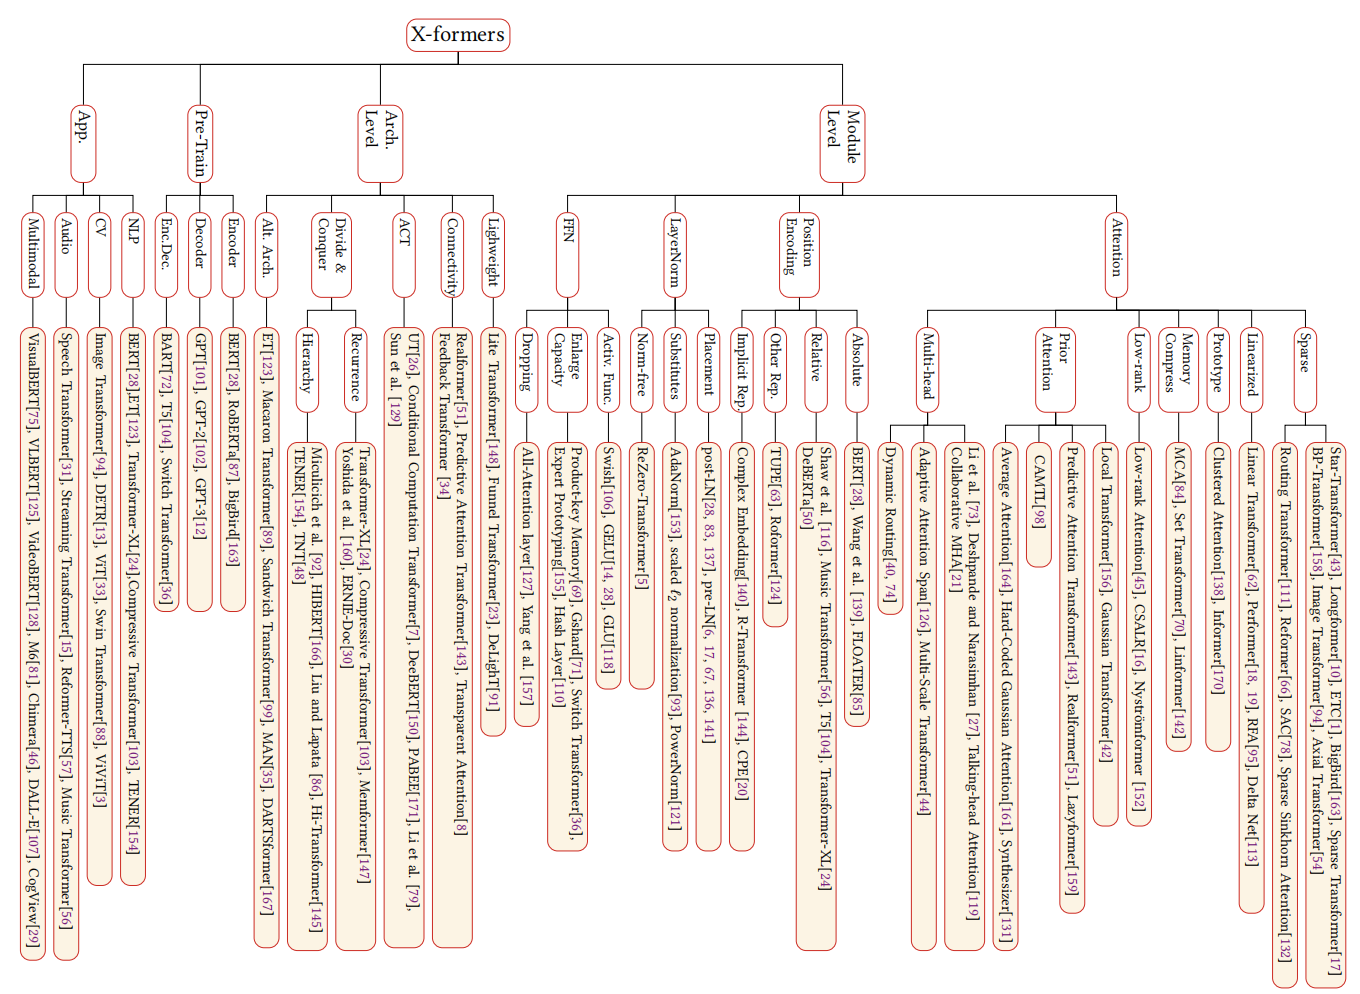 X-formers
Module
Level
Attention
Sparse
Star-Transformer[43], Longformer[10], ETC[1], BigBird[163], Sparse Transformer[17]
BP-Transformer[158], Image Transformer[94], Axial Transformer[54]
Routing Transformer[111], Reformer[66], SAC[78], Sparse Sinkhorn Attention[132]
Linearized
Linear Transformer[62], Performer[18, 19], RFA[95], Delta Net[113]
Prototype
Clustered Attention[138], Informer[170]
Memory
Compress
MCA[84], Set Transformer[70], Linformer[142]
Low-rank
Low-rank Attention[45], CSALR[16], Nyströmformer [152]
Prior
Attention
Local Transformer[156], Gaussian Transformer[42]
Predictive Attention Transformer[143], Realformer[51], Lazyformer[159]
CAMTL[98]
Average Attention[164], Hard-Coded Gaussian Attention[161], Synthesizer[131]
Multi-head
Li et al. [73], Deshpande and Narasimhan [27], Talking-head Attention[119]
Collaborative MHA[21]
Adaptive Attention Span[126], Multi-Scale Transformer[44]
Dynamic Routing[40, 74]
Position
Encoding
Absolute
BERT[28], Wang et al. [139], FLOATER[85]
Relative
Shaw et al. [116], Music Transformer[56], T5[104], Transformer-XL[24]
DeBERTa[50]
Other Rep.
TUPE[63], Roformer[124]
Implicit Rep.
Complex Embedding[140], R-Transformer [144], CPE[20]
LayerNorm
Placement
post-LN[28, 83, 137], pre-LN[6, 17, 67, 136, 141]
Substitutes
AdaNorm[153], scaled ℓ2 normalization[93], PowerNorm[121]
Norm-free
ReZero-Transformer[5]
FFN
Activ. Func.
Swish[106], GELU[14, 28], GLU[118]
Enlarge
Capacity
Product-key Memory[69], Gshard[71], Switch Transformer[36],
Expert Prototyping[155], Hash Layer[110]
Dropping
All-Attention layer[127], Yang et al. [157]
Arch.
Level
Lighweight
Lite Transformer[148], Funnel Transformer[23], DeLighT[91]
Connectivity
Realformer[51], Predictive Attention Transformer[143], Transparent Attention[8]
Feedback Transformer [34]
ACT
UT[26], Conditional Computation Transformer[7], DeeBERT[150], PABEE[171], Li et al. [79],
Sun et al. [129]
Divide &
Conquer
Recurrence
Transformer-XL[24], Compressive Transformer[103], Memformer[147]
Yoshida et al. [160], ERNIE-Doc[30]
Hierarchy
Miculicich et al. [92], HIBERT[166], Liu and Lapata [86], Hi-Transformer[145]
TENER[154], TNT[48]
Alt. Arch.
ET[123], Macaron Transformer[89], Sandwich Transformer[99], MAN[35], DARTSformer[167]
Pre-Train
Encoder
BERT[28], RoBERTa[87], BigBird[163]
Decoder
GPT[101], GPT-2[102], GPT-3[12]
Enc.Dec.
BART[72], T5[104], Switch Transformer[36]
App.
NLP
BERT[28],ET[123], Transformer-XL[24],Compressive Transformer[103], TENER[154]
CV
Image Transformer[94], DETR[13], ViT[33], Swin Transformer[88], ViViT[3]
Audio
Speech Transformer[31], Streaming Transformer[15], Reformer-TTS[57], Music Transformer[56]
Multimodal
VisualBERT[75], VLBERT[125], VideoBERT[128], M6[81], Chimera[46], DALL-E[107], CogView[29]